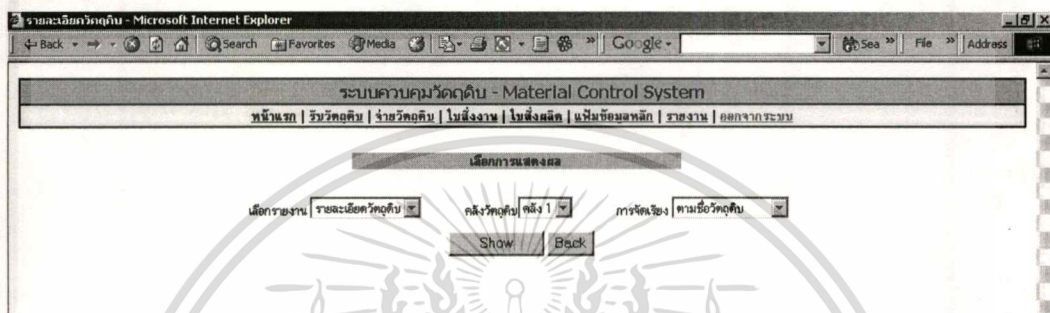 รายละเอียดวัตถุดิบ - Microsoft Internet Explorer
Back Search Favorites Media » Google - Sea » File » Address
ระบบควบคุมวัตถุดิบ - Material Control System
หน้าแรก | รับวัตถุดิบ | จ่ายวัตถุดิบ | ใบสั่งงาน | ใบสั่งผลิต | แฟ้มข้อมูลหลัก | รายงาน | ออกจากระบบ
เลือกการแสดงผล
เลือกรายงาน รายละเอียดวัตถุดิบ คลังวัตถุดิบ คลัง 1 การจัดเรียง ตามชื่อวัตถุดิบ
Show Back